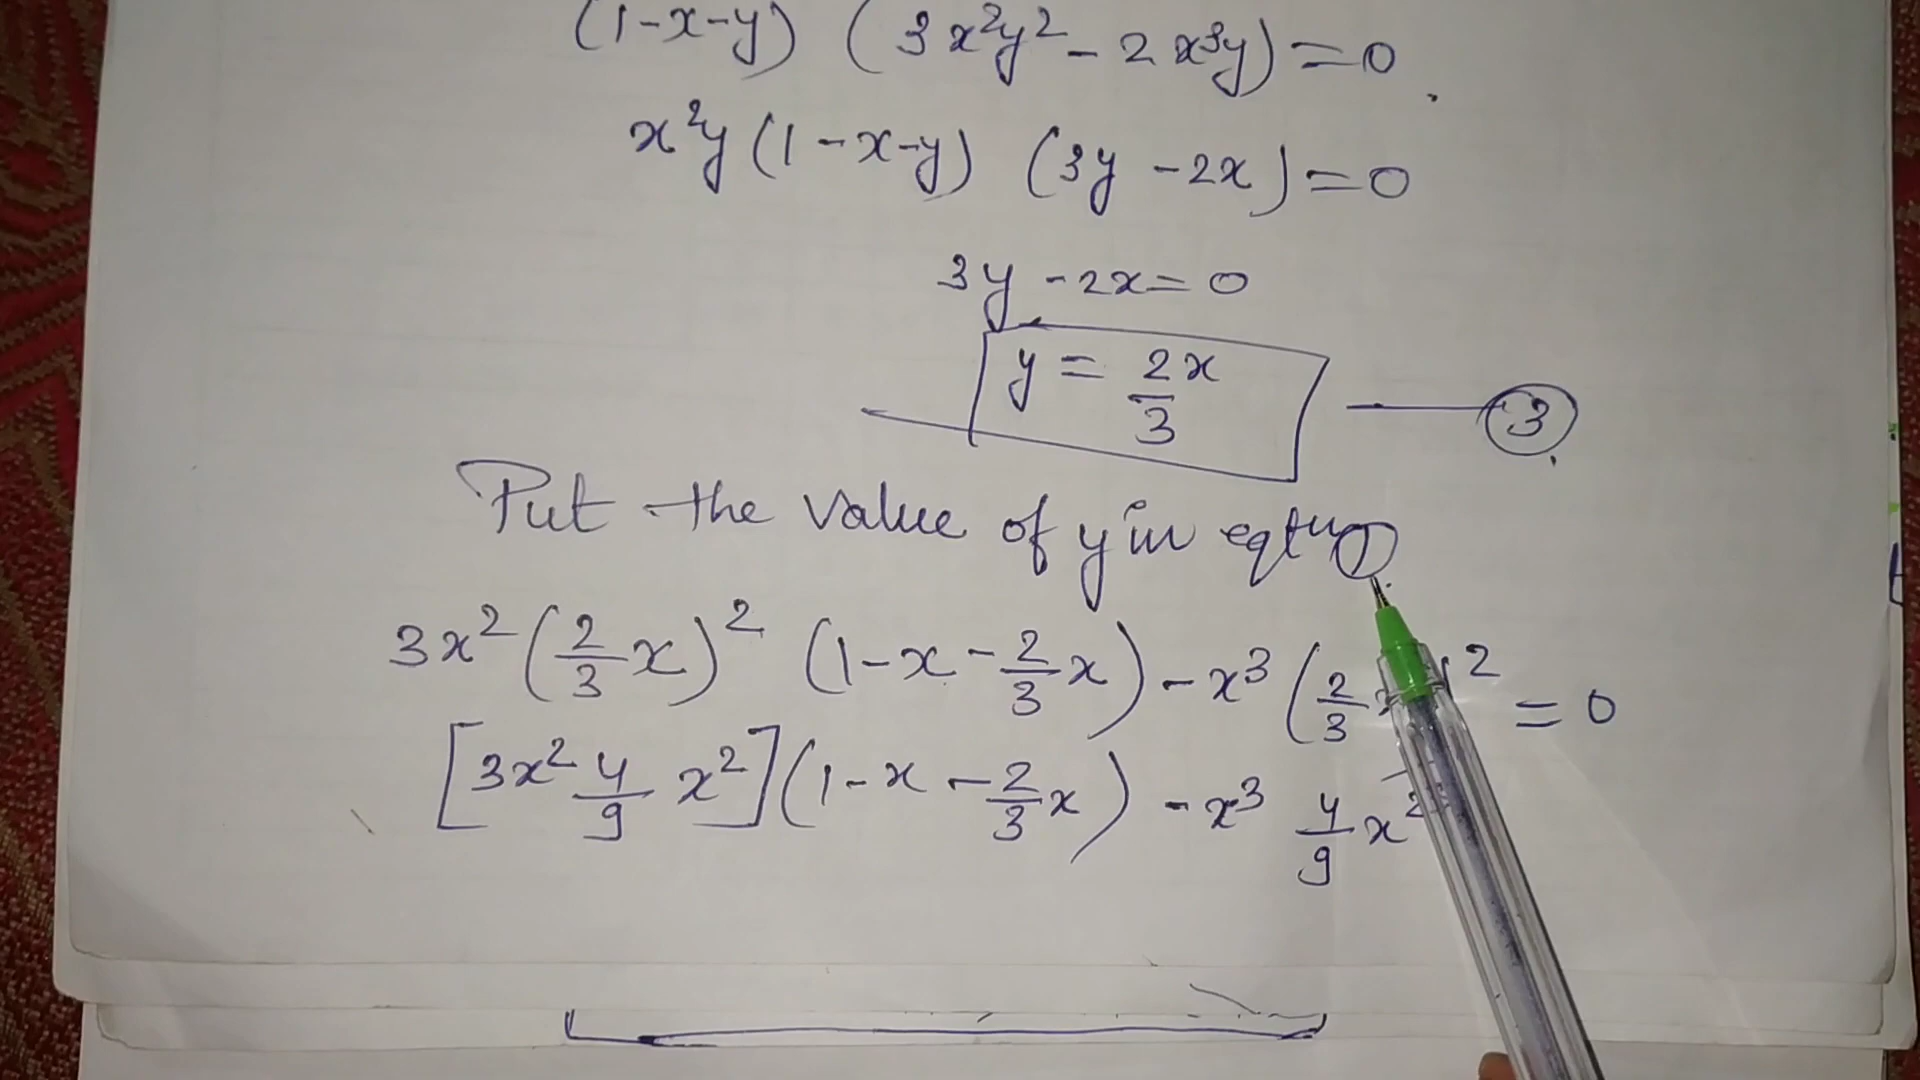 (1-x-y) (3x²y² - 2x³y) = 0
x²y (1-x-y) (3y - 2x) = 0
3y - 2x = 0
y = 2x/3 — 3
Put the value of y in eqtn 1
3x² (2/3 x)² (1-x-2/3 x) - x³ (2/3 )² = 0
[3x² 4/9 x²] (1-x-2/3 x) - x³ 4/9 x²